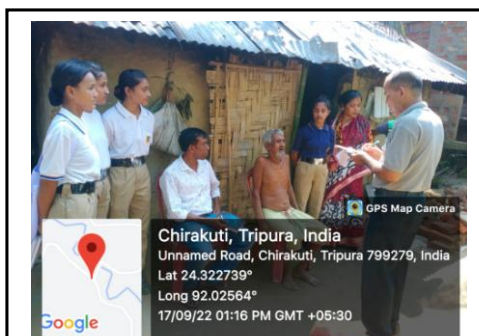 GPS Map Camera
Chirakuti, Tripura, India
Unnamed Road, Chirakuti, Tripura 799279, India
Lat 24.322739°
Long 92.02564°
17/09/22 01:16 PM GMT +05:30
Google